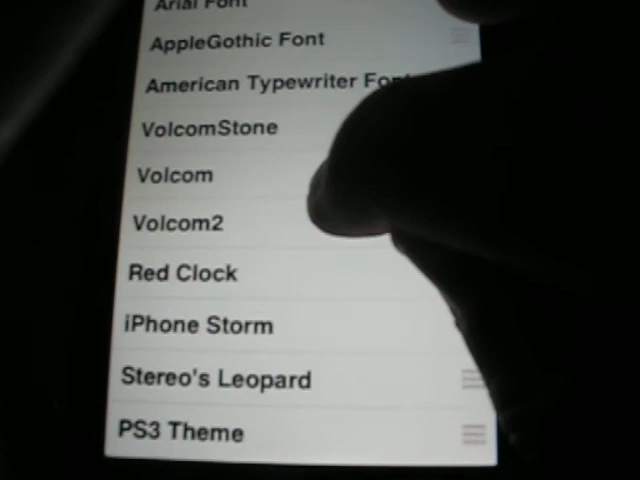 Arial Font
AppleGothic Font
American Typewriter Font
VolcomStone
Volcom
Volcom2
Red Clock
iPhone Storm
Stereo's Leopard
PS3 Theme